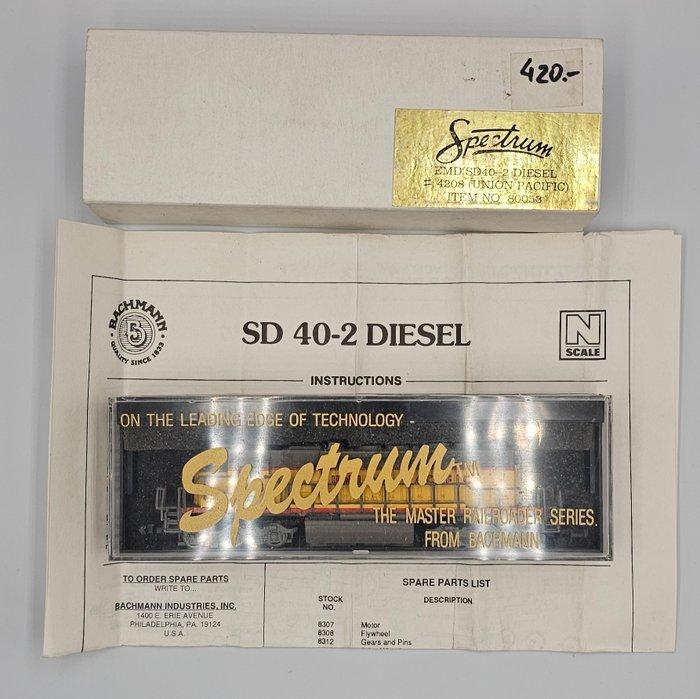 420.-
Spectrum
EMD SD40-2 DIESEL
# 4208 (UNION PACIFIC)
ITEM NO. 80053
BACHMANN
QUALITY SINCE 1833
SD 40-2 DIESEL
N
SCALE
INSTRUCTIONS
ON THE LEADING EDGE OF TECHNOLOGY -
Spectrum TM
THE MASTER RAILROADER SERIES
FROM BACHMANN
TO ORDER SPARE PARTS
WRITE TO...
BACHMANN INDUSTRIES, INC.
1400 E. ERIE AVENUE
PHILADELPHIA, PA. 19124
U.S.A.
SPARE PARTS LIST
STOCK NO. DESCRIPTION
8307 Motor
8308 Flywheel
8312 Gears and Pins